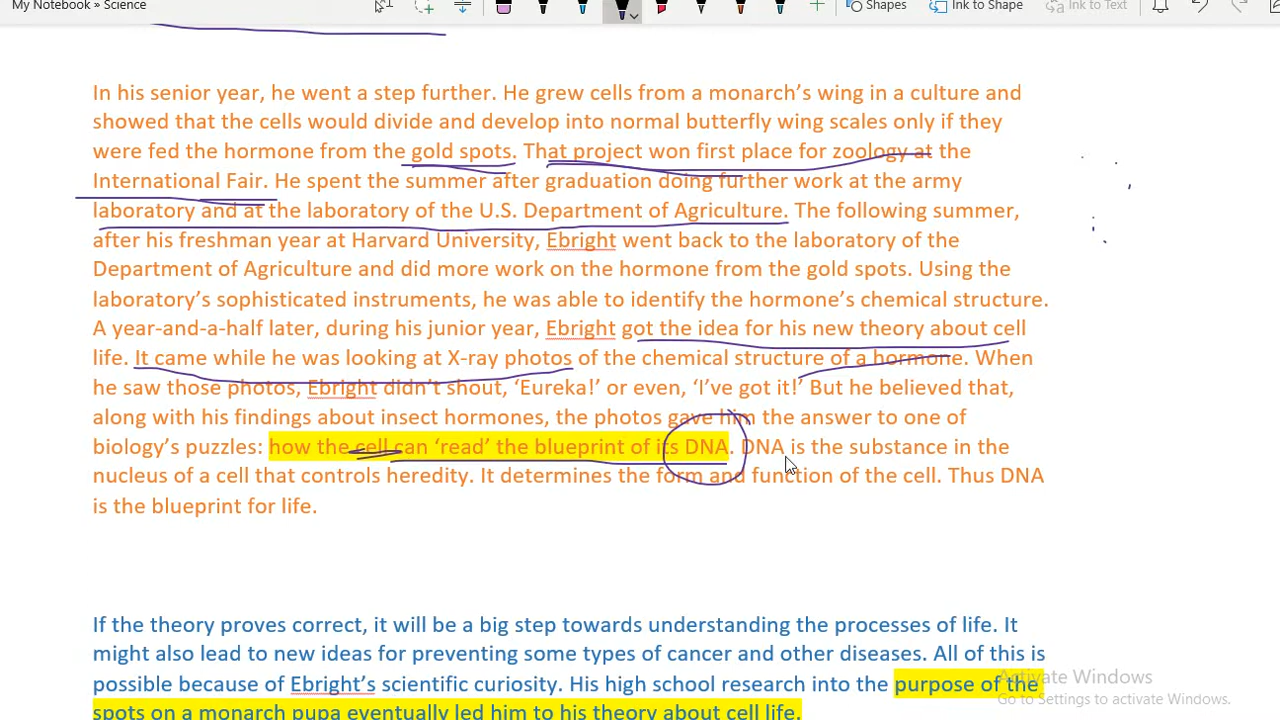 My Notebook » Science
Shapes
Ink to Shape
Ink to Text
In his senior year, he went a step further. He grew cells from a monarch's wing in a culture and
showed that the cells would divide and develop into normal butterfly wing scales only if they
were fed the hormone from the gold spots. That project won first place for zoology at the
International Fair. He spent the summer after graduation doing further work at the army
laboratory and at the laboratory of the U.S. Department of Agriculture. The following summer,
after his freshman year at Harvard University, Ebright went back to the laboratory of the
Department of Agriculture and did more work on the hormone from the gold spots. Using the
laboratory's sophisticated instruments, he was able to identify the hormone's chemical structure.
A year-and-a-half later, during his junior year, Ebright got the idea for his new theory about cell
life. It came while he was looking at X-ray photos of the chemical structure of a hormone. When
he saw those photos, Ebright didn't shout, 'Eureka!' or even, 'I've got it!' But he believed that,
along with his findings about insect hormones, the photos gave him the answer to one of
biology's puzzles: how the cell can 'read' the blueprint of its DNA. DNA is the substance in the
nucleus of a cell that controls heredity. It determines the form and function of the cell. Thus DNA
is the blueprint for life.
If the theory proves correct, it will be a big step towards understanding the processes of life. It
might also lead to new ideas for preventing some types of cancer and other diseases. All of this is
possible because of Ebright's scientific curiosity. His high school research into the purpose of the
spots on a monarch pupa eventually led him to his theory about cell life.
Activate Windows
Go to Settings to activate Windows.